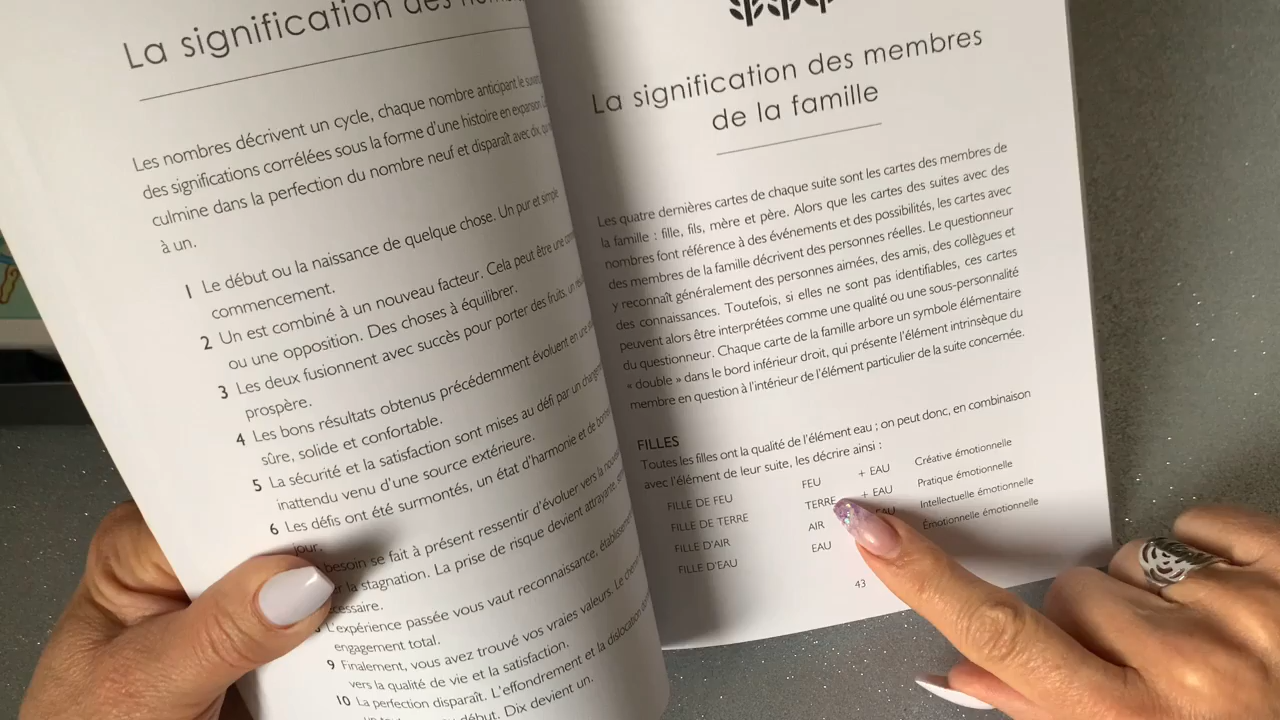 La signification des
Les nombres décrivent un cycle, chaque nombre anticipant le
des significations corrélées sous la forme d'une histoire en expansion
culmine dans la perfection du nombre neuf et disparaît avec dix,
à un.
1 Le début ou la naissance de quelque chose. Un pur et simple
commencement.
2 Un est combiné à un nouveau facteur. Cela peut être une
ou une opposition. Des choses à équilibrer.
3 Les deux fusionnent avec succès pour porter des fruits, un
prospère.
4 Les bons résultats obtenus précédemment évoluent en une
sûre, solide et confortable.
5 La sécurité et la satisfaction sont mises au défi par un
inattendu venu d'une source extérieure.
6 Les défis ont été surmontés, un état d'harmonie et de
jour.
besoin se fait à présent ressentir d'évoluer vers la
la stagnation. La prise de risque devient attrayante,
L'expérience passée vous vaut reconnaissance,
engagement total.
9 Finalement, vous avez trouvé vos vraies valeurs. Le
vers la qualité de vie et la satisfaction.
10 La perfection disparaît. L'effondrement et la dislocation
début. Dix devient un.
La signification des membres
de la famille
Les quatre dernières cartes de chaque suite sont les cartes des membres de
la famille : fille, fils, mère et père. Alors que les cartes des suites avec des
nombres font référence à des événements et des possibilités, les cartes avec
des membres de la famille décrivent des personnes réelles. Le questionneur
y reconnaît généralement des personnes aimées, des amis, des collègues et
des connaissances. Toutefois, si elles ne sont pas identifiables, ces cartes
peuvent alors être interprétées comme une qualité ou une sous-personnalité
du questionneur. Chaque carte de la famille arbore un symbole élémentaire
« double » dans le bord inférieur droit, qui présente l'élément intrinsèque du
membre en question à l'intérieur de l'élément particulier de la suite concernée.
FILLES
Toutes les filles ont la qualité de l'élément eau ; on peut donc, en combinaison
avec l'élément de leur suite, les décrire ainsi :
FILLE DE FEU FEU + EAU Créative émotionnelle
FILLE DE TERRE TERRE + EAU Pratique émotionnelle
FILLE D'AIR AIR EAU Intellectuelle émotionnelle
FILLE D'EAU EAU Émotionnelle émotionnelle
43